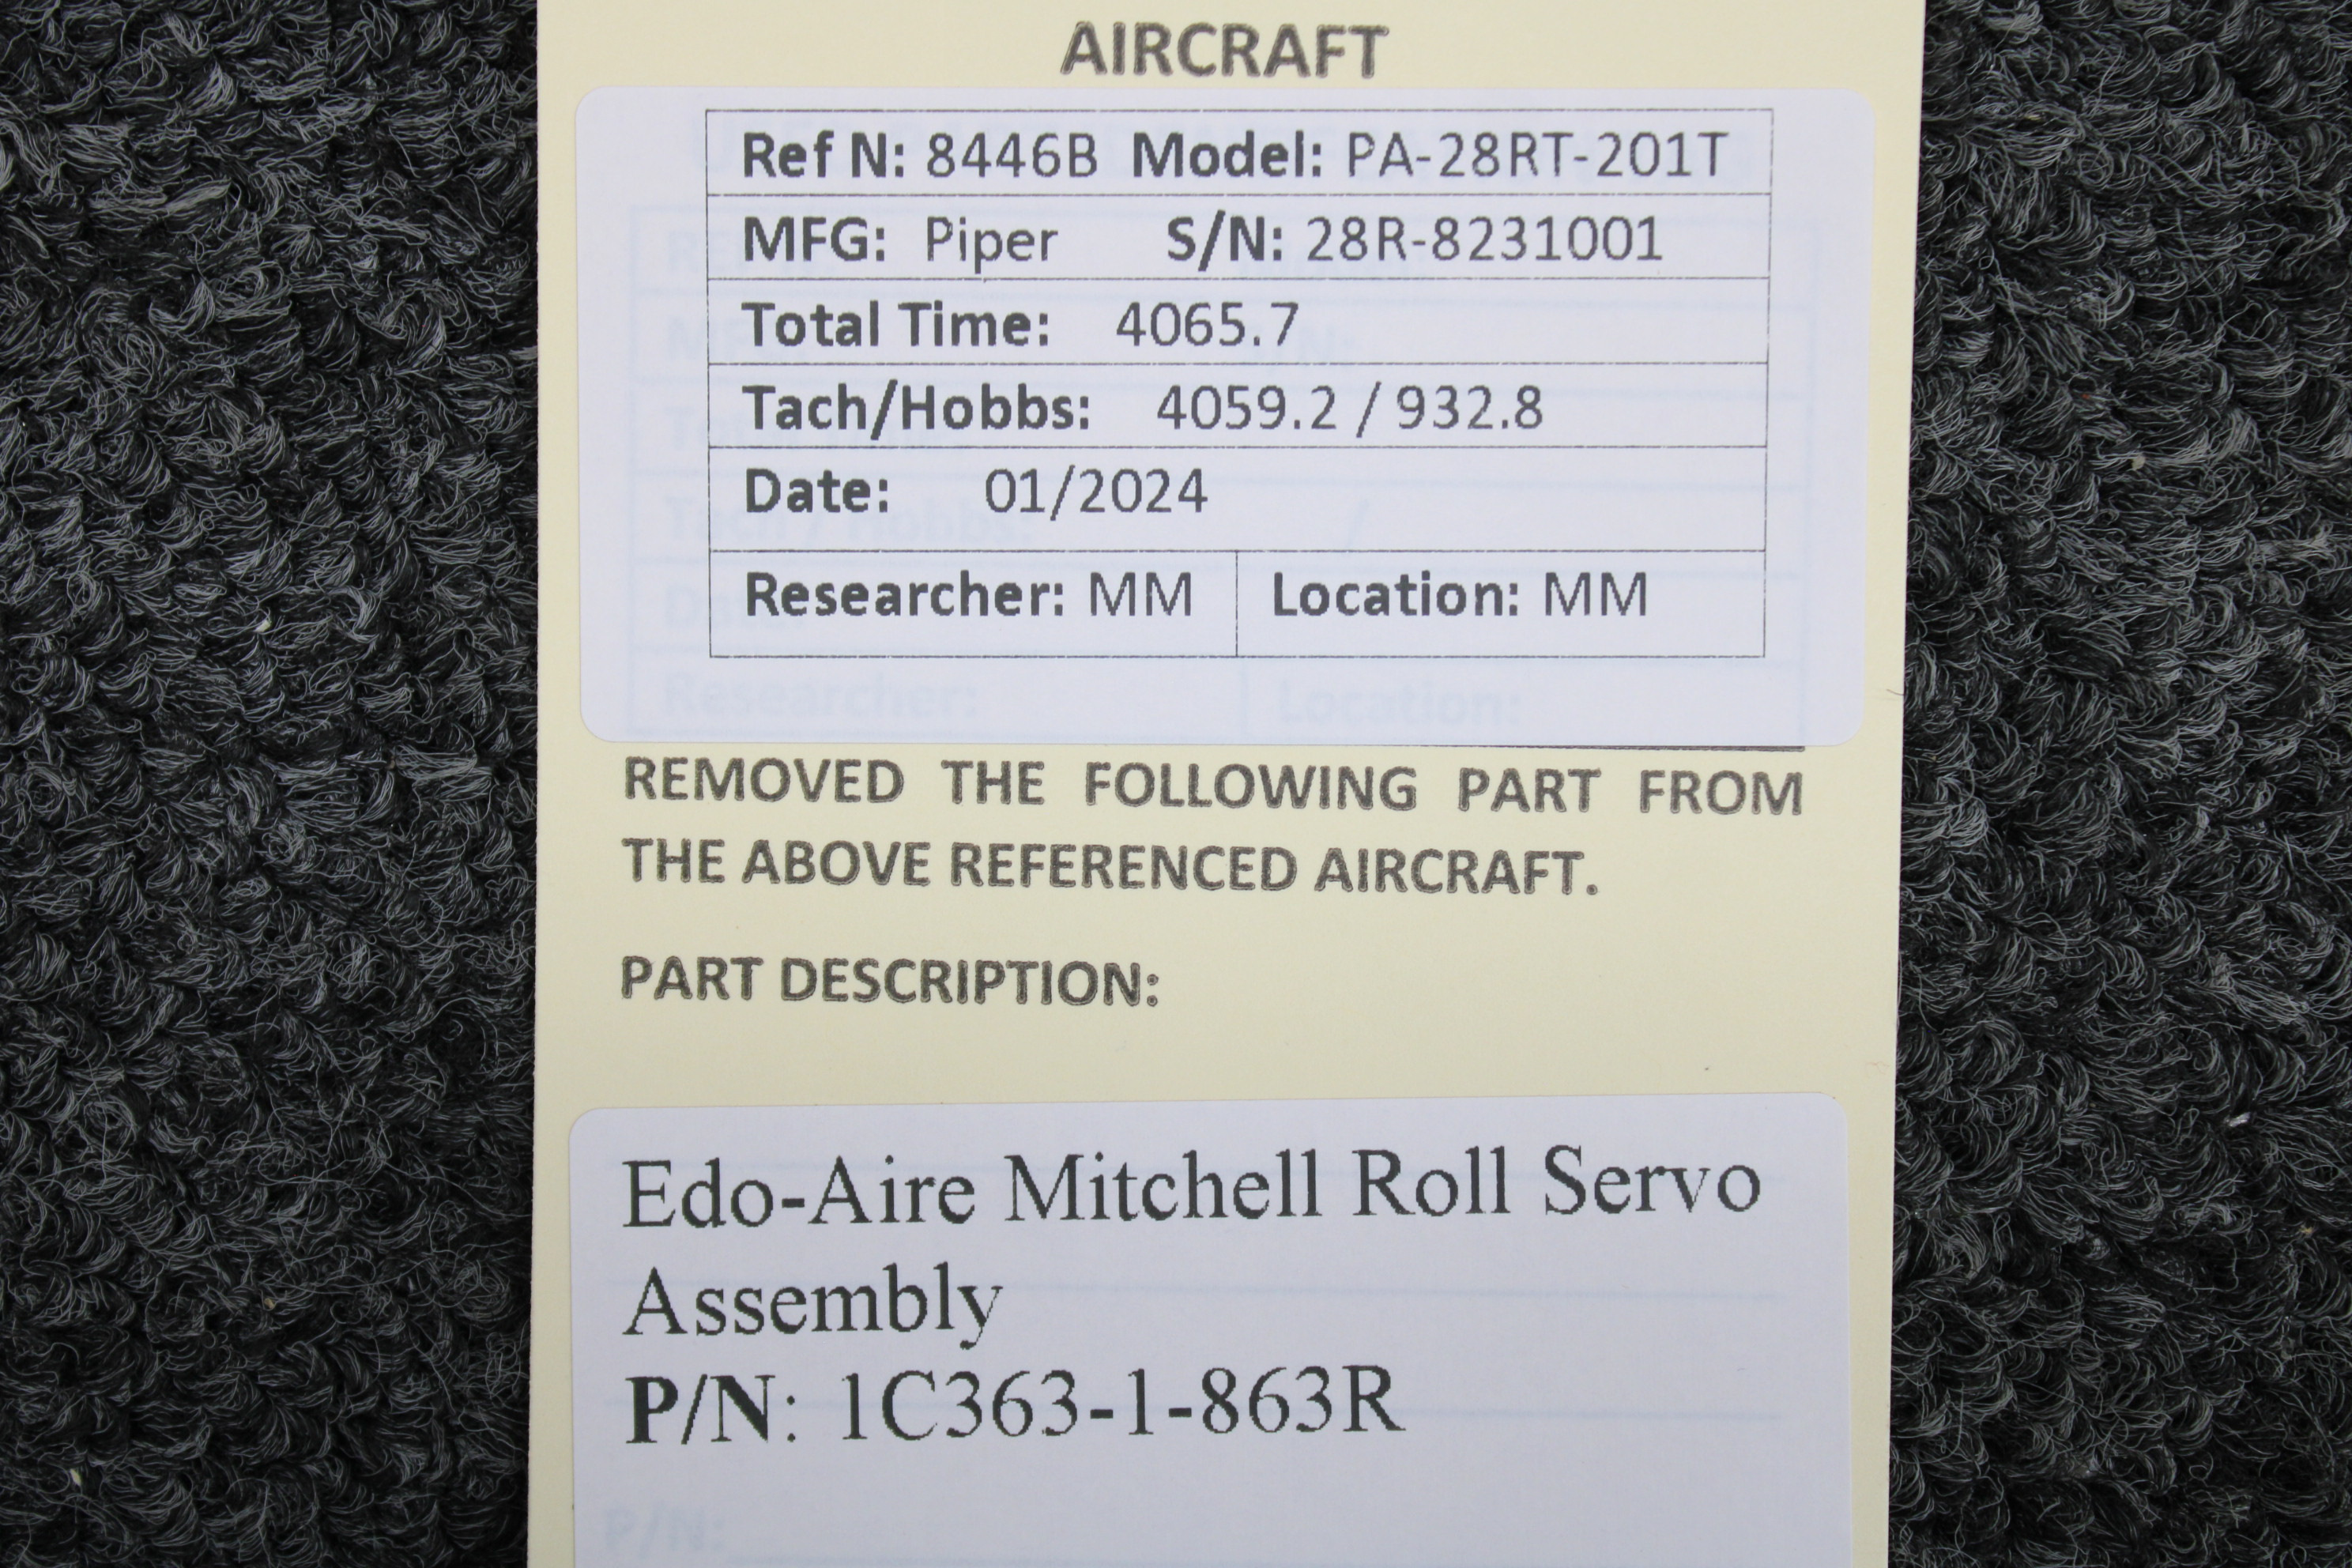 AIRCRAFT
Ref N: 8446B Model: PA-28RT-201T
MFG: Piper S/N: 28R-8231001
Total Time: 4065.7
Tach/Hobbs: 4059.2 / 932.8
Date: 01/2024
Researcher: MM Location: MM
Researcher: Location:
REMOVED THE FOLLOWING PART FROM
THE ABOVE REFERENCED AIRCRAFT.
PART DESCRIPTION:
Edo-Aire Mitchell Roll Servo
Assembly
P/N: 1C363-1-863R
P/N: